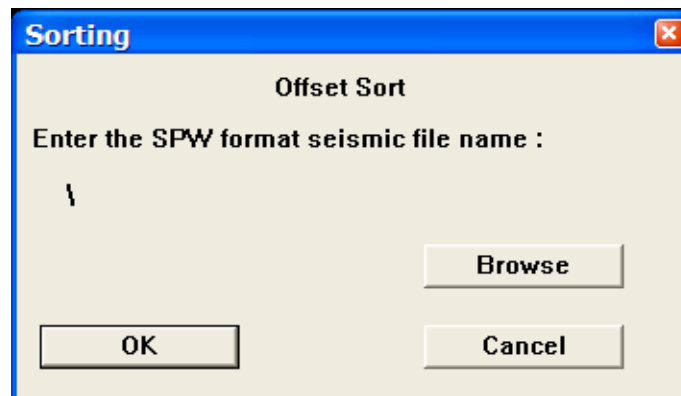 Sorting
Offset Sort
Enter the SPW format seismic file name :
\
Browse
OK
Cancel